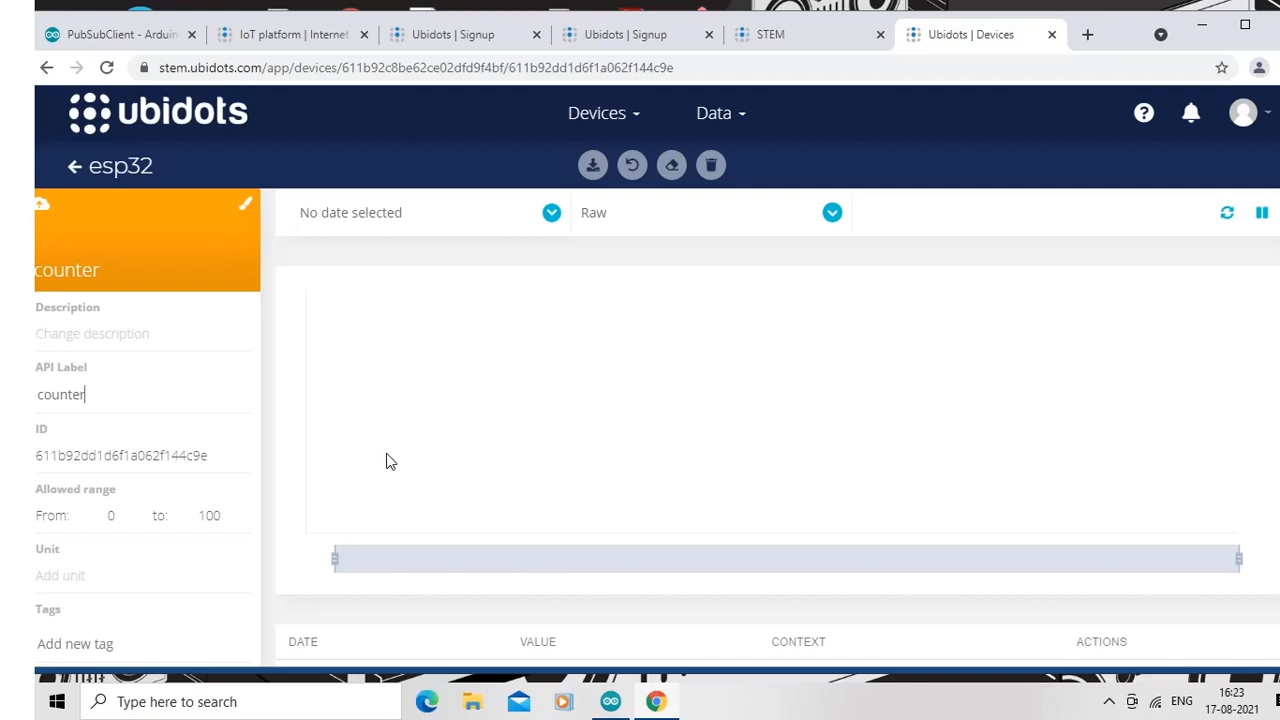 PubSubClient - Arduin
IoT platform | Internet
Ubidots | Signup
Ubidots | Signup
STEM
Ubidots | Devices
stem.ubidots.com/app/devices/611b92c8be62ce02dfd9f4bf/611b92dd1d6f1a062f144c9e
ubidots
Devices
Data
esp32
counter
No date selected
Raw
Description
Change description
API Label
counter
ID
611b92dd1d6f1a062f144c9e
Allowed range
From: 0 to: 100
Unit
Add unit
Tags
Add new tag
DATE VALUE CONTEXT ACTIONS
Type here to search
ENG
16:23
17-08-2021